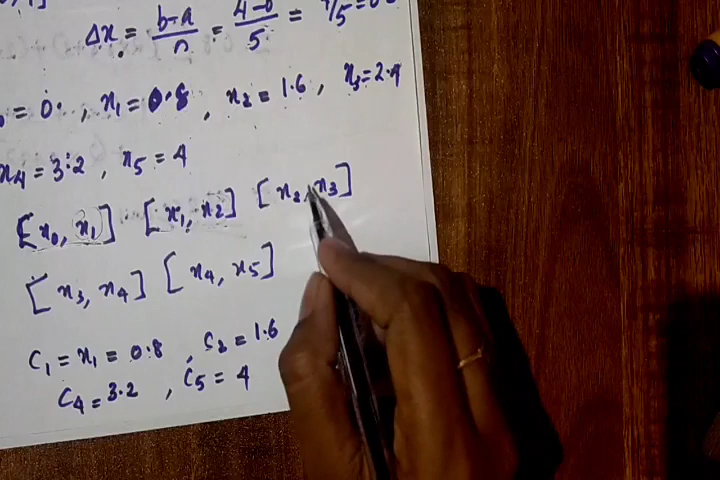 Δx = b-a/n = 4-0/5 = 4/5 = 0.
= 0. , x₁ = 0.8 , x₂ = 1.6 , x₃ = 2.4
x₄ = 3.2 , x₅ = 4
[x₀, x₁] [x₁, x₂] [x₂, x₃]
[x₃, x₄] [x₄, x₅]
C₁ = x₁ = 0.8 , C₂ = 1.6
C₄ = 3.2 , C₅ = 4